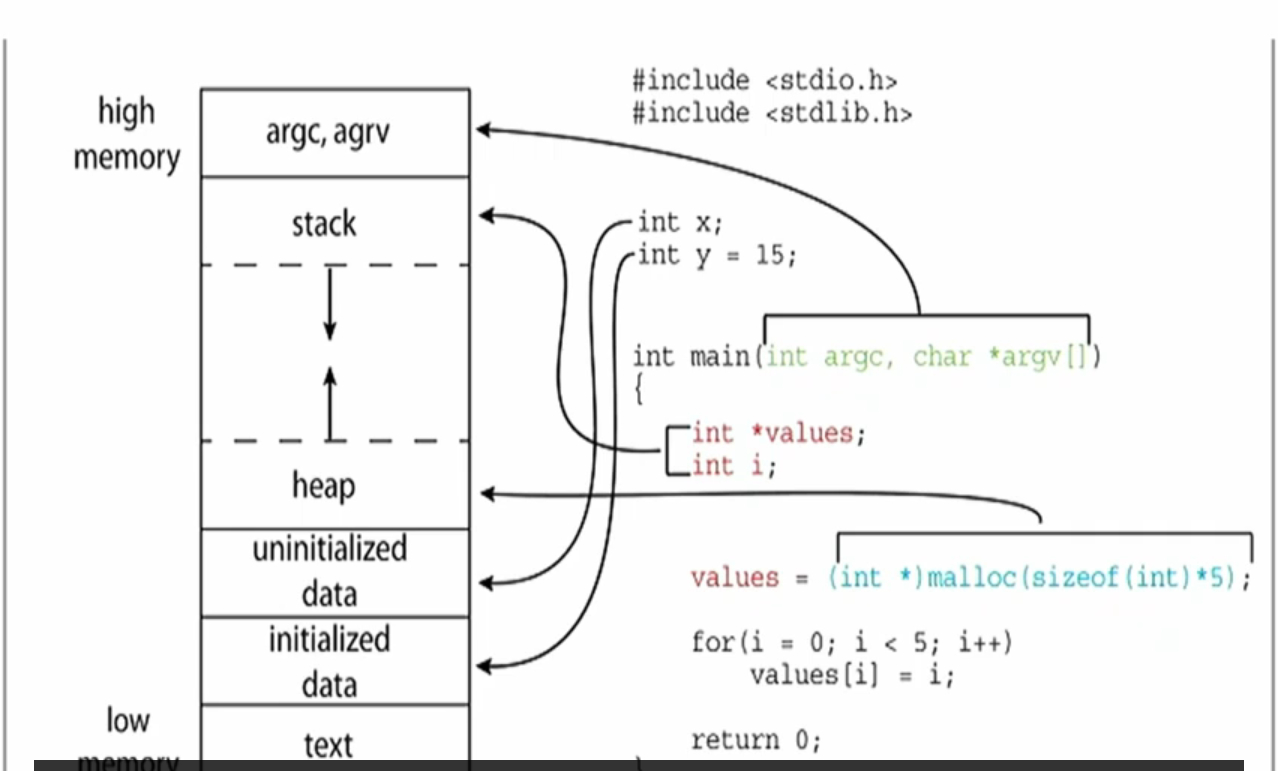 high
memory
argc, agrv
stack
heap
uninitialized
data
initialized
data
low
memory
text
#include <stdio.h>
#include <stdlib.h>
int x;
int y = 15;
int main(int argc, char *argv[])
{
int *values;
int i;
values = (int *)malloc(sizeof(int)*5);
for(i = 0; i < 5; i++)
values[i] = i;
return 0;